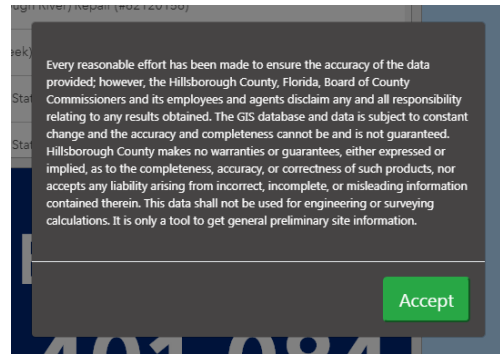 River) Repair (#62120136)
Every reasonable effort has been made to ensure the accuracy of the data
provided; however, the Hillsborough County, Florida, Board of County
Commissioners and its employees and agents disclaim any and all responsibility
relating to any results obtained. The GIS database and data is subject to constant
change and the accuracy and completeness cannot be and is not guaranteed.
Hillsborough County makes no warranties or guarantees, either expressed or
implied, as to the completeness, accuracy, or correctness of such products, nor
accepts any liability arising from incorrect, incomplete, or misleading information
contained therein. This data shall not be used for engineering or surveying
calculations. It is only a tool to get general preliminary site information.
Accept